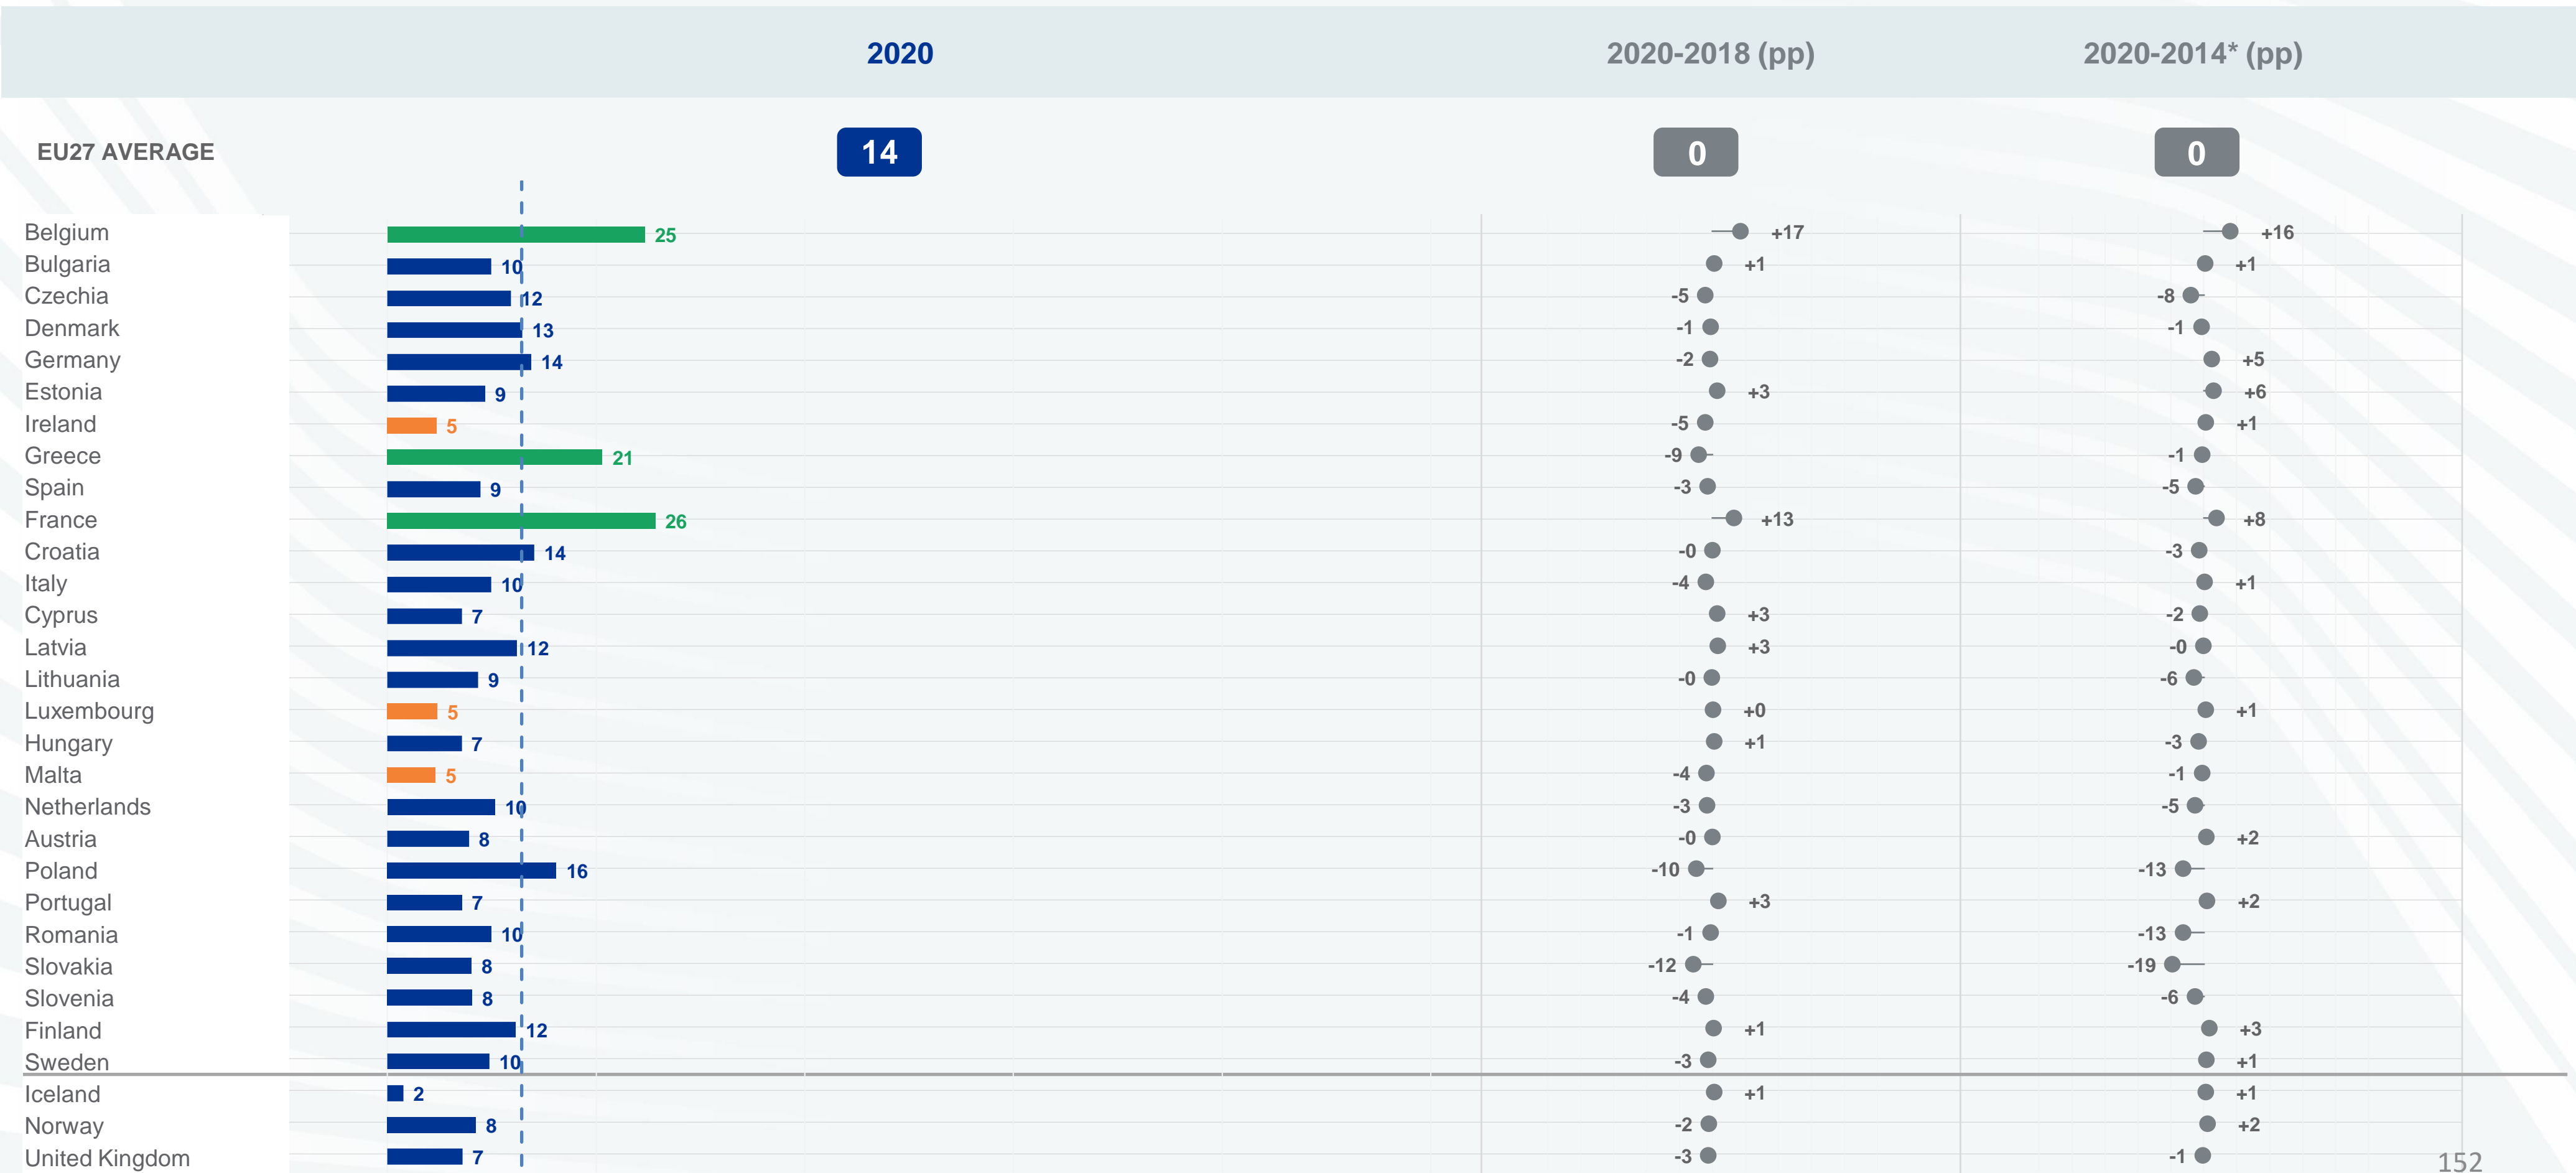 2020 2020-2018 (pp) 2020-2014* (pp)
EU27 AVERAGE 14 0 0
Belgium 25 +17 +16
Bulgaria 10 +1 +1
Czechia 12 -5 -8
Denmark 13 -1 -1
Germany 14 -2 +5
Estonia 9 +3 +6
Ireland 5 -5 +1
Greece 21 -9 -1
Spain 9 -3 -5
France 26 +13 +8
Croatia 14 -0 -3
Italy 10 -4 +1
Cyprus 7 +3 -2
Latvia 12 +3 -0
Lithuania 9 -0 -6
Luxembourg 5 +0 +1
Hungary 7 +1 -3
Malta 5 -4 -1
Netherlands 10 -3 -5
Austria 8 -0 +2
Poland 16 -10 -13
Portugal 7 +3 +2
Romania 10 -1 -13
Slovakia 8 -12 -19
Slovenia 8 -4 -6
Finland 12 +1 +3
Sweden 10 -3 +1
Iceland 2 +1 +1
Norway 8 -2 +2
United Kingdom 7 -3 -1
152